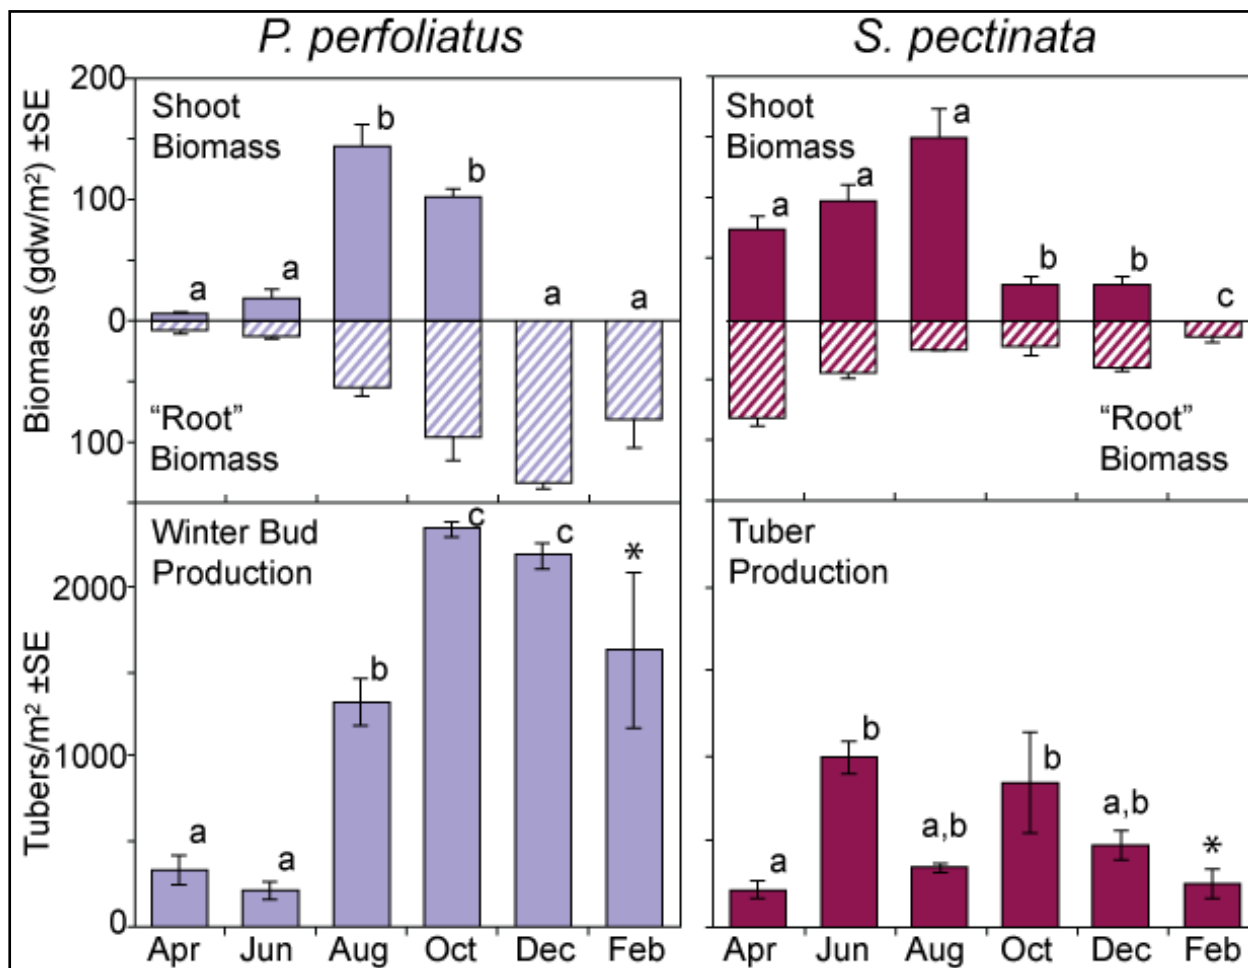 P. perfoliatus
S. pectinata
Biomass (gdw/m²) ±SE
200
100
0
100
Shoot
Biomass
a
a
b
b
a
a
"Root"
Biomass
Shoot
Biomass
a
a
a
b
b
c
"Root"
Biomass
Tubers/m² ±SE
2000
1000
0
Winter Bud
Production
a
a
b
c
c
*
Tuber
Production
a
b
a,b
b
a,b
*
Apr Jun Aug Oct Dec Feb
Apr Jun Aug Oct Dec Feb